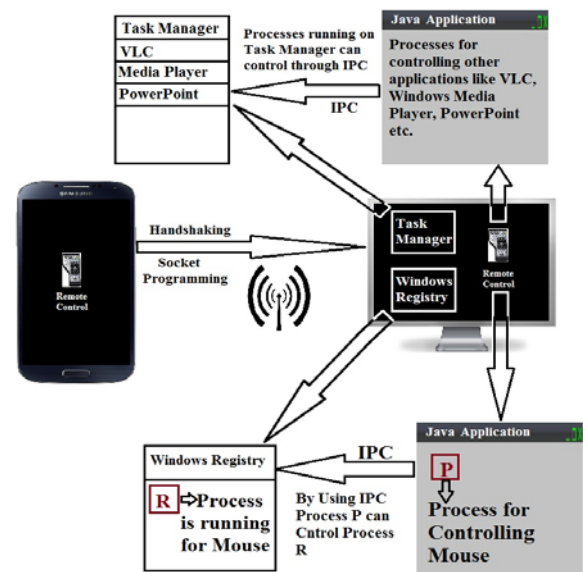 Task Manager
VLC
Media Player
PowerPoint
Processes running on
Task Manager can
control through IPC
IPC
Java Application
Processes for
controlling other
applications like VLC,
Windows Media
Player, PowerPoint
etc.
SAMSUNG
Remote
Control
Handshaking
Socket
Programming
Task
Manager
Windows
Registry
Remote
Control
Windows Registry
R Process
is running
for Mouse
IPC
By Using IPC
Process P can
Cntrol Process
R
Java Application
P
Process for
Controlling
Mouse